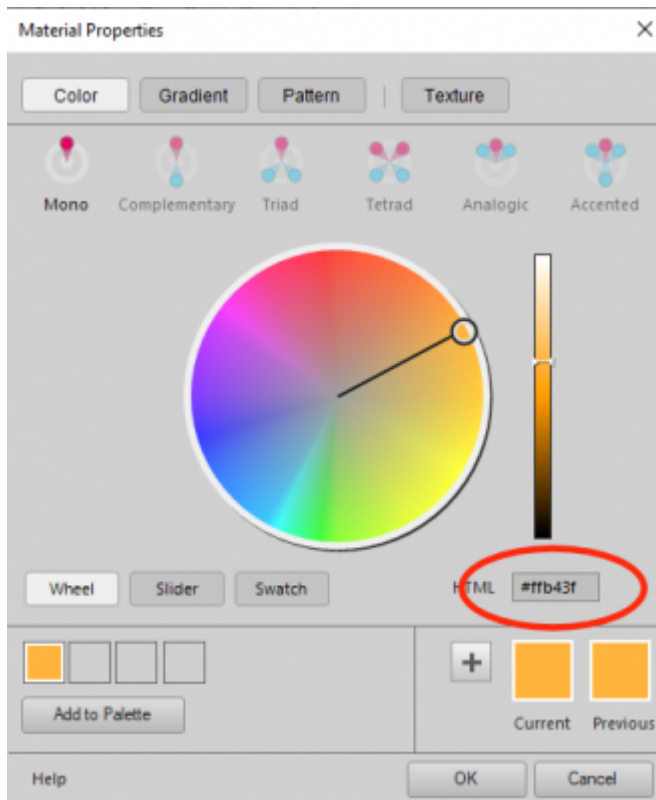 Material Properties
Color Gradient Pattern Texture
Mono Complementary Triad Tetrad Analogic Accented
Wheel Slider Swatch HTML #ffb43f
Add to Palette
Current Previous
Help OK Cancel